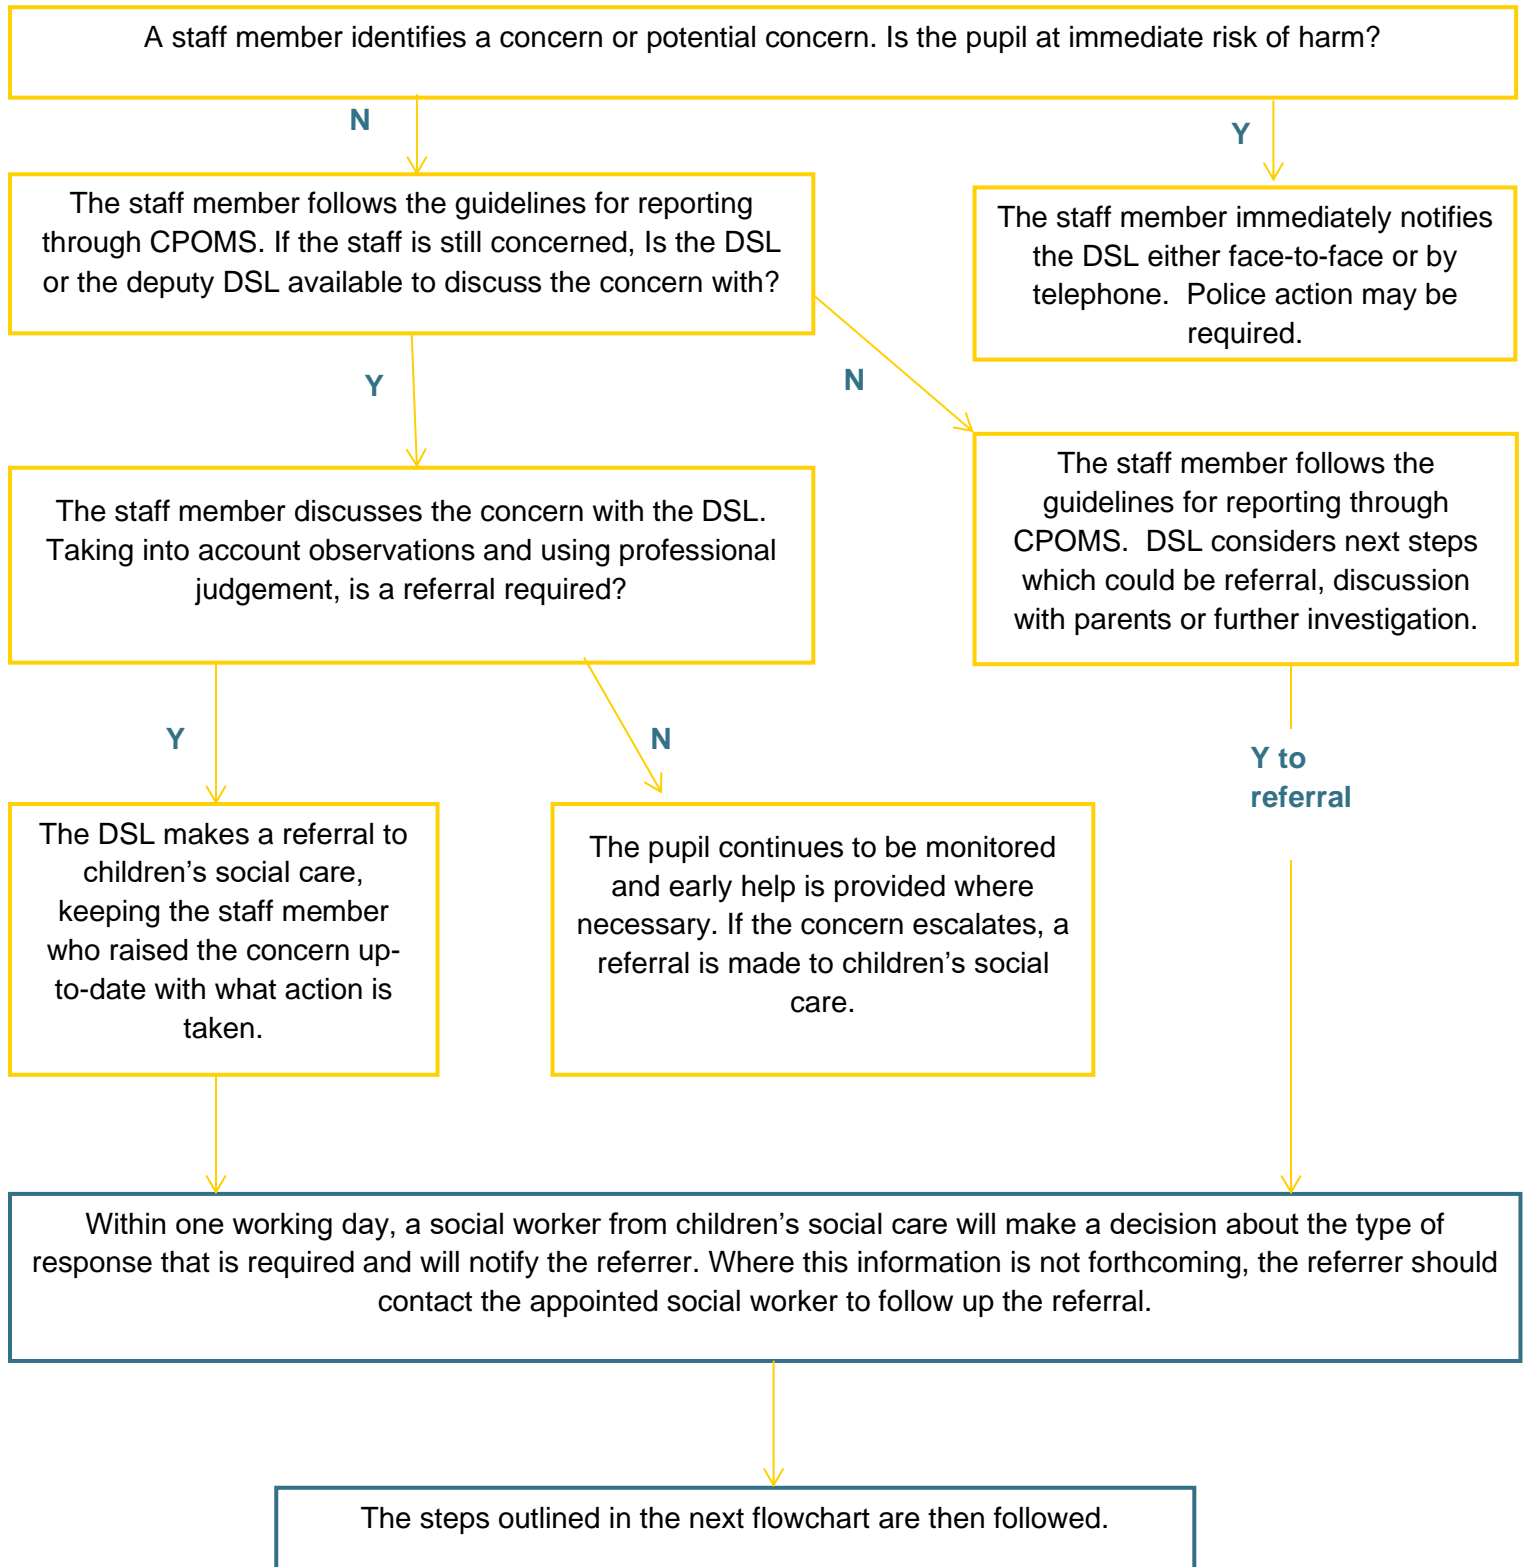 A staff member identifies a concern or potential concern. Is the pupil at immediate risk of harm?
N
Y
The staff member follows the guidelines for reporting
through CPOMS. If the staff is still concerned, Is the DSL
or the deputy DSL available to discuss the concern with?
The staff member immediately notifies
the DSL either face-to-face or by
telephone.  Police action may be
required.
Y
N
The staff member discusses the concern with the DSL.
Taking into account observations and using professional
judgement, is a referral required?
The staff member follows the
guidelines for reporting through
CPOMS.  DSL considers next steps
which could be referral, discussion
with parents or further investigation.
Y
N
Y to
referral
The DSL makes a referral to
children’s social care,
keeping the staff member
who raised the concern up-
to-date with what action is
taken.
The pupil continues to be monitored
and early help is provided where
necessary. If the concern escalates, a
referral is made to children’s social
care.
Within one working day, a social worker from children’s social care will make a decision about the type of
response that is required and will notify the referrer. Where this information is not forthcoming, the referrer should
contact the appointed social worker to follow up the referral.
The steps outlined in the next flowchart are then followed.